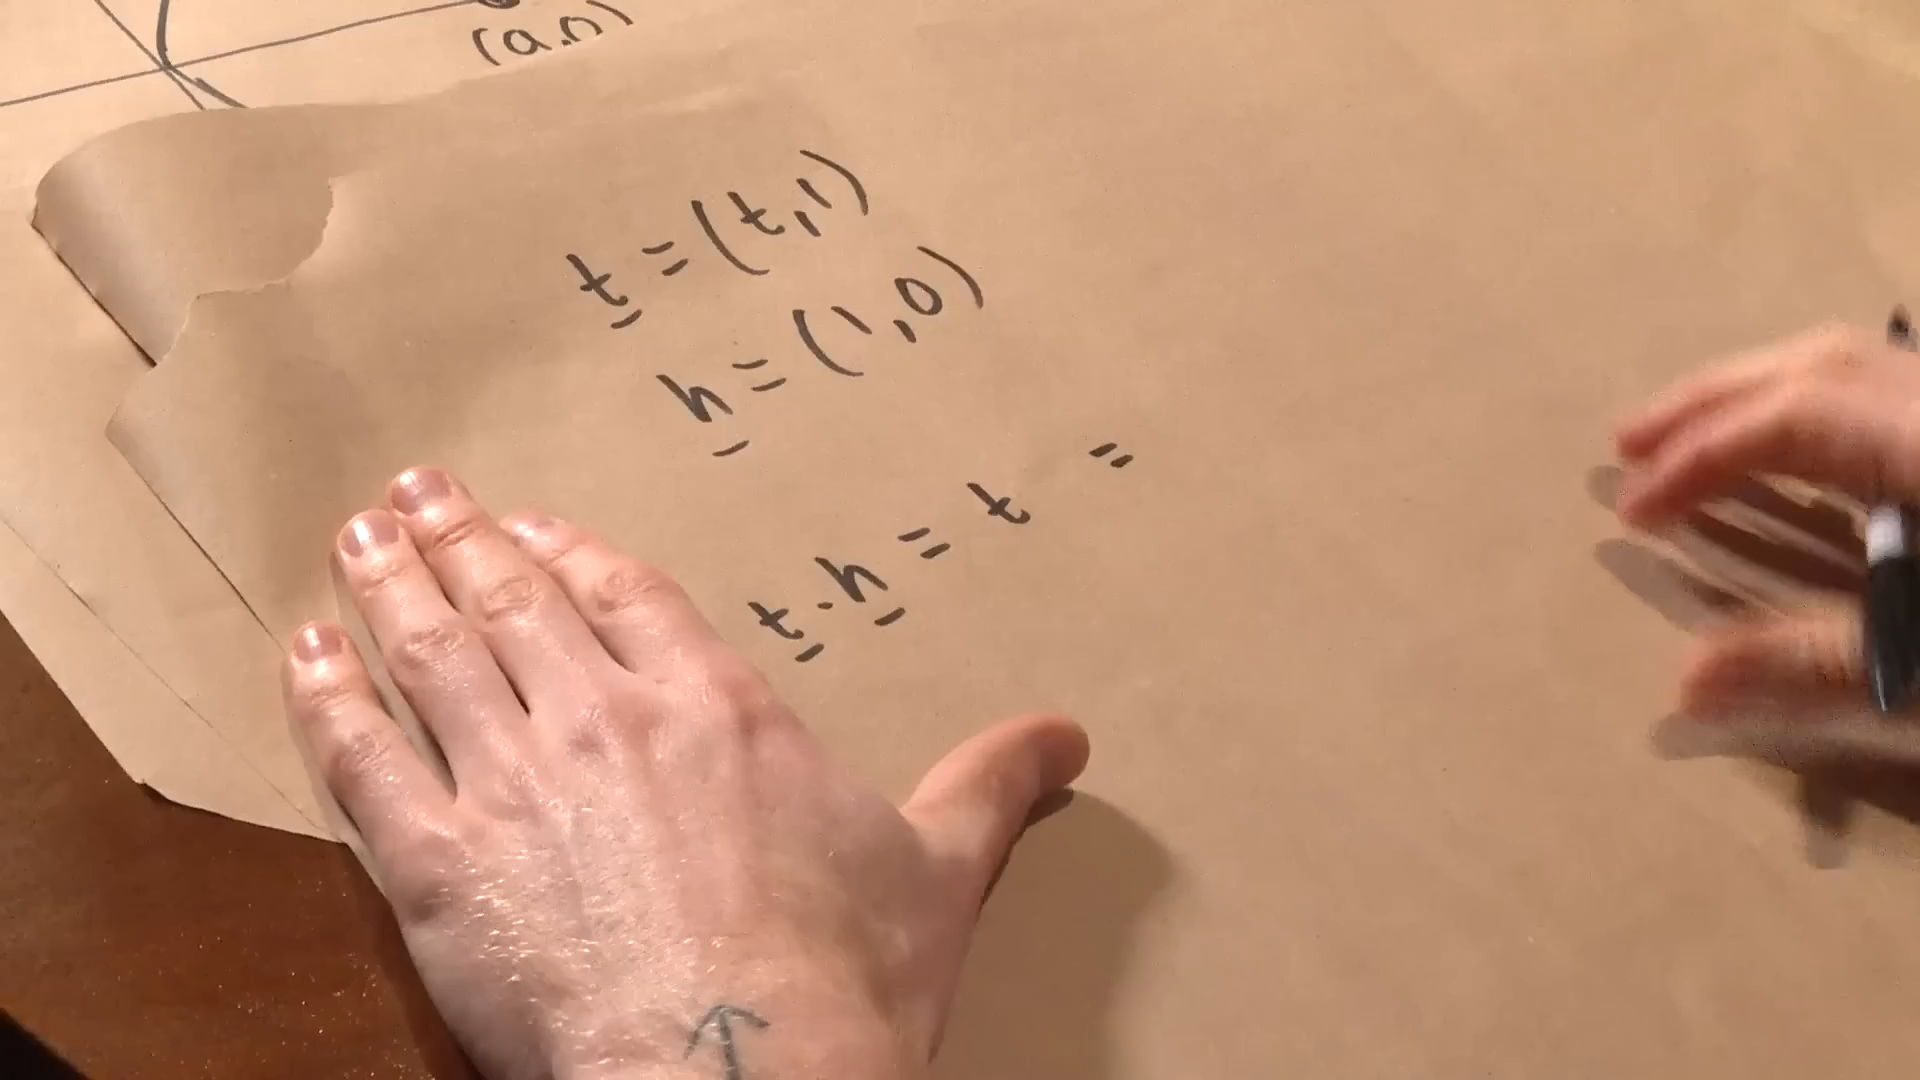 (a,0)
t = (t,1)
h = (1,0)
t · h = t =